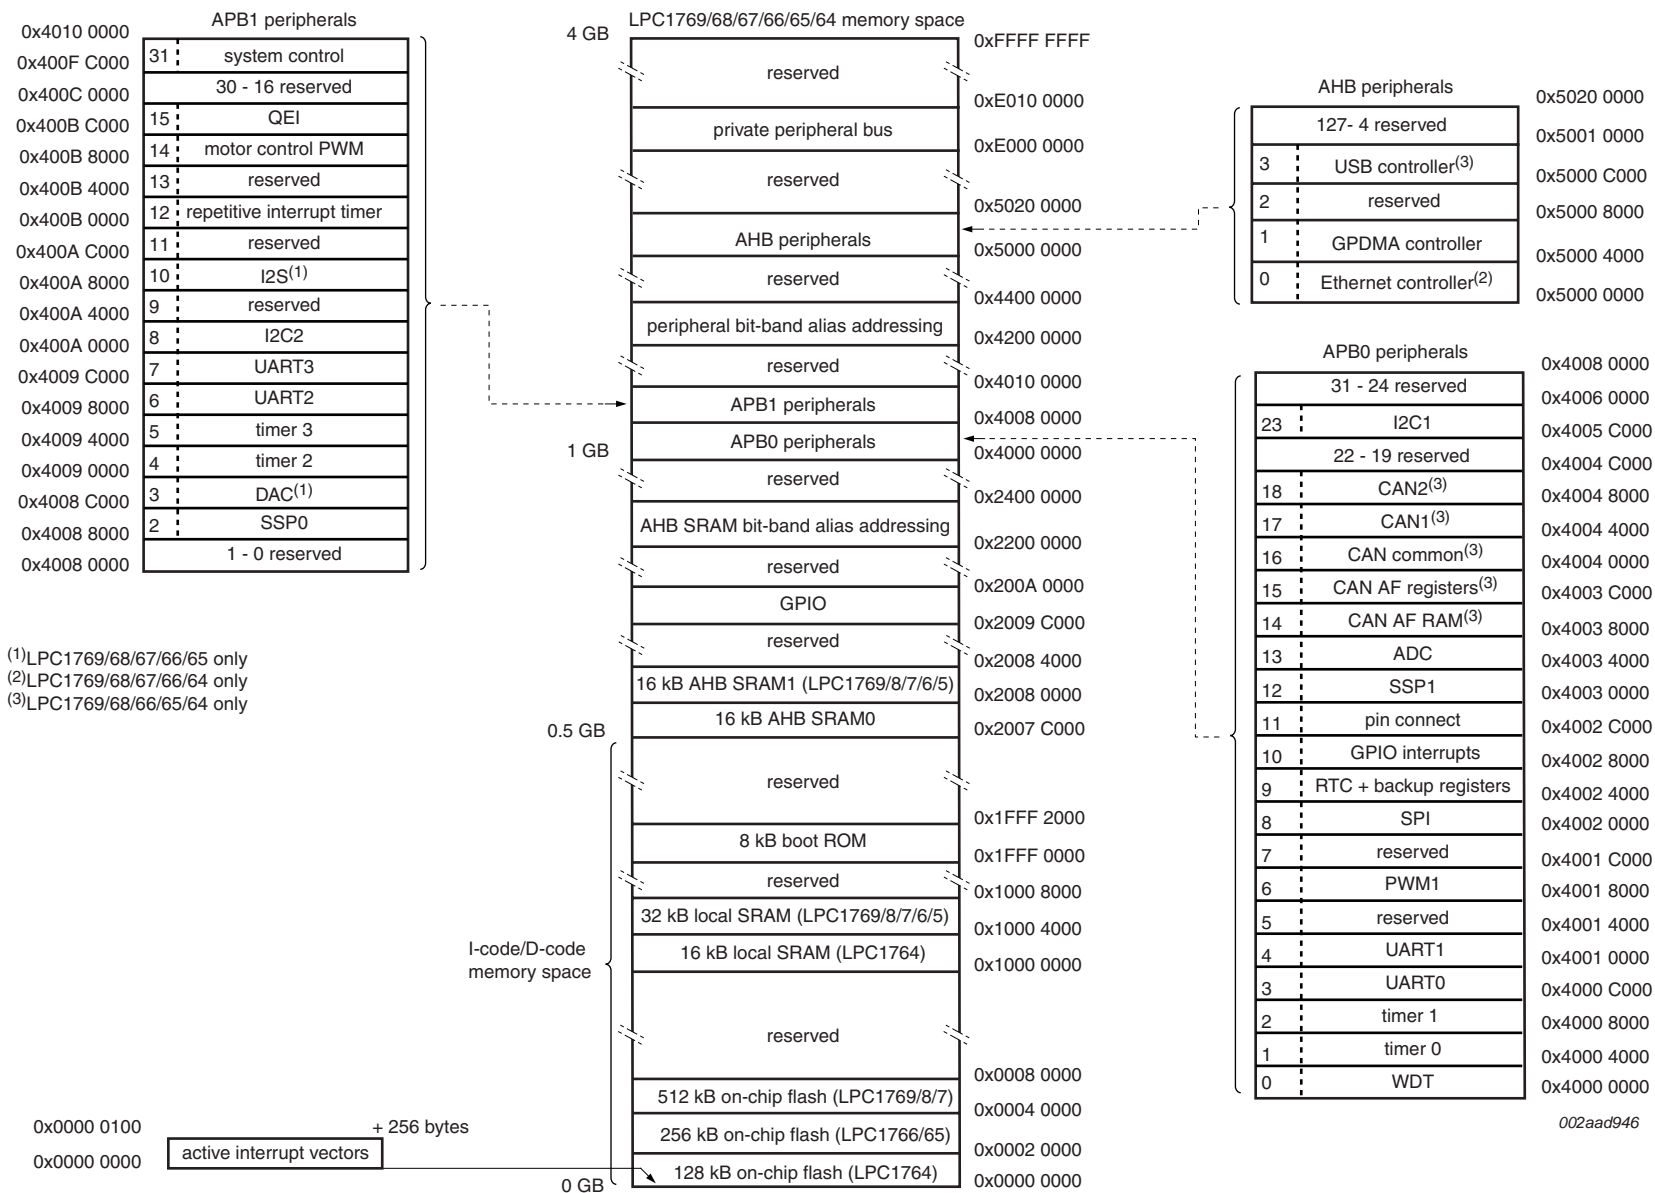 APB1 peripherals
0x4010 0000
31 system control
0x400F C000
30 - 16 reserved
0x400C 0000
15 QEI
0x400B C000
14 motor control PWM
0x400B 8000
13 reserved
0x400B 4000
12 repetitive interrupt timer
0x400B 0000
11 reserved
0x400A C000
10 I2S(1)
0x400A 8000
9 reserved
0x400A 4000
8 I2C2
0x400A 0000
7 UART3
0x4009 C000
6 UART2
0x4009 8000
5 timer 3
0x4009 4000
4 timer 2
0x4009 0000
3 DAC(1)
0x4008 C000
2 SSP0
0x4008 8000
1 - 0 reserved
0x4008 0000
(1)LPC1769/68/67/66/65 only
(2)LPC1769/68/67/66/64 only
(3)LPC1769/68/66/65/64 only
0x0000 0100
+ 256 bytes
active interrupt vectors
0x0000 0000
LPC1769/68/67/66/65/64 memory space
4 GB
0xFFFF FFFF
reserved
0xE010 0000
private peripheral bus
0xE000 0000
reserved
0x5020 0000
AHB peripherals
0x5000 0000
reserved
0x4400 0000
peripheral bit-band alias addressing
0x4200 0000
reserved
0x4010 0000
APB1 peripherals
0x4008 0000
APB0 peripherals
1 GB
0x4000 0000
reserved
0x2400 0000
AHB SRAM bit-band alias addressing
0x2200 0000
reserved
0x200A 0000
GPIO
0x2009 C000
reserved
0x2008 4000
16 kB AHB SRAM1 (LPC1769/8/7/6/5)
0x2008 0000
16 kB AHB SRAM0
0.5 GB
0x2007 C000
reserved
0x1FFF 2000
8 kB boot ROM
0x1FFF 0000
reserved
0x1000 8000
32 kB local SRAM (LPC1769/8/7/6/5)
0x1000 4000
I-code/D-code
memory space
16 kB local SRAM (LPC1764)
0x1000 0000
reserved
0x0008 0000
512 kB on-chip flash (LPC1769/8/7)
0x0004 0000
256 kB on-chip flash (LPC1766/65)
0x0002 0000
128 kB on-chip flash (LPC1764)
0 GB
0x0000 0000
AHB peripherals
0x5020 0000
127- 4 reserved
0x5001 0000
3 USB controller(3)
0x5000 C000
2 reserved
0x5000 8000
1 GPDMA controller
0x5000 4000
0 Ethernet controller(2)
0x5000 0000
APB0 peripherals
0x4008 0000
31 - 24 reserved
0x4006 0000
23 I2C1
0x4005 C000
22 - 19 reserved
0x4004 C000
18 CAN2(3)
0x4004 8000
17 CAN1(3)
0x4004 4000
16 CAN common(3)
0x4004 0000
15 CAN AF registers(3)
0x4003 C000
14 CAN AF RAM(3)
0x4003 8000
13 ADC
0x4003 4000
12 SSP1
0x4003 0000
11 pin connect
0x4002 C000
10 GPIO interrupts
0x4002 8000
9 RTC + backup registers
0x4002 4000
8 SPI
0x4002 0000
7 reserved
0x4001 C000
6 PWM1
0x4001 8000
5 reserved
0x4001 4000
4 UART1
0x4001 0000
3 UART0
0x4000 C000
2 timer 1
0x4000 8000
1 timer 0
0x4000 4000
0 WDT
0x4000 0000
002aad946